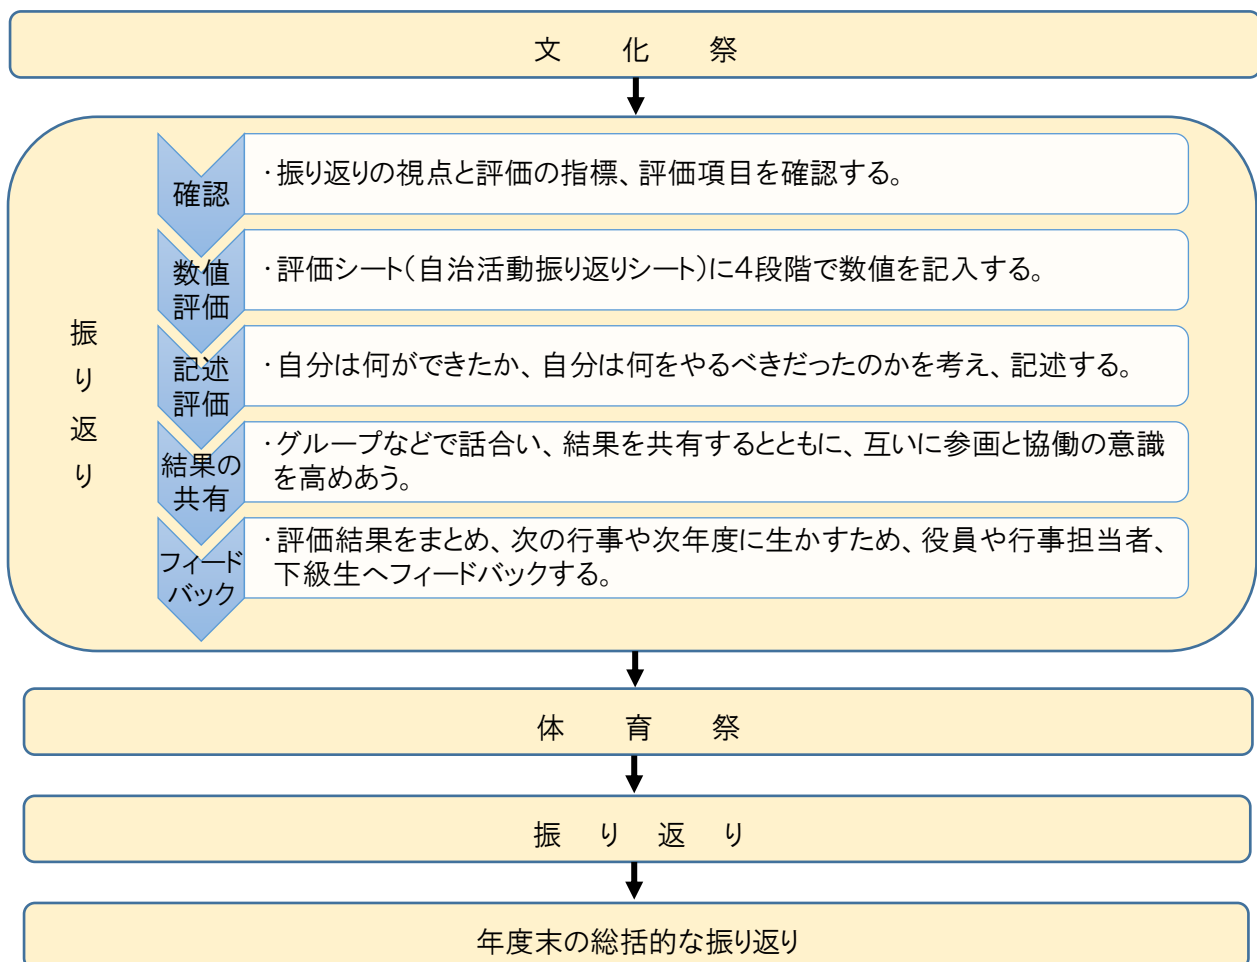 文化祭
振り返り
確認
・振り返りの視点と評価の指標、評価項目を確認する。
数値
評価
・評価シート(自治活動振り返りシート)に4段階で数値を記入する。
記述
評価
・自分は何ができたか、自分は何をやるべきだったのかを考え、記述する。
結果の
共有
・グループなどで話合い、結果を共有するとともに、互いに参画と協働の意識
を高めあう。
フィード
バック
・評価結果をまとめ、次の行事や次年度に生かすため、役員や行事担当者、
下級生へフィードバックする。
体育祭
振り返り
年度末の総括的な振り返り